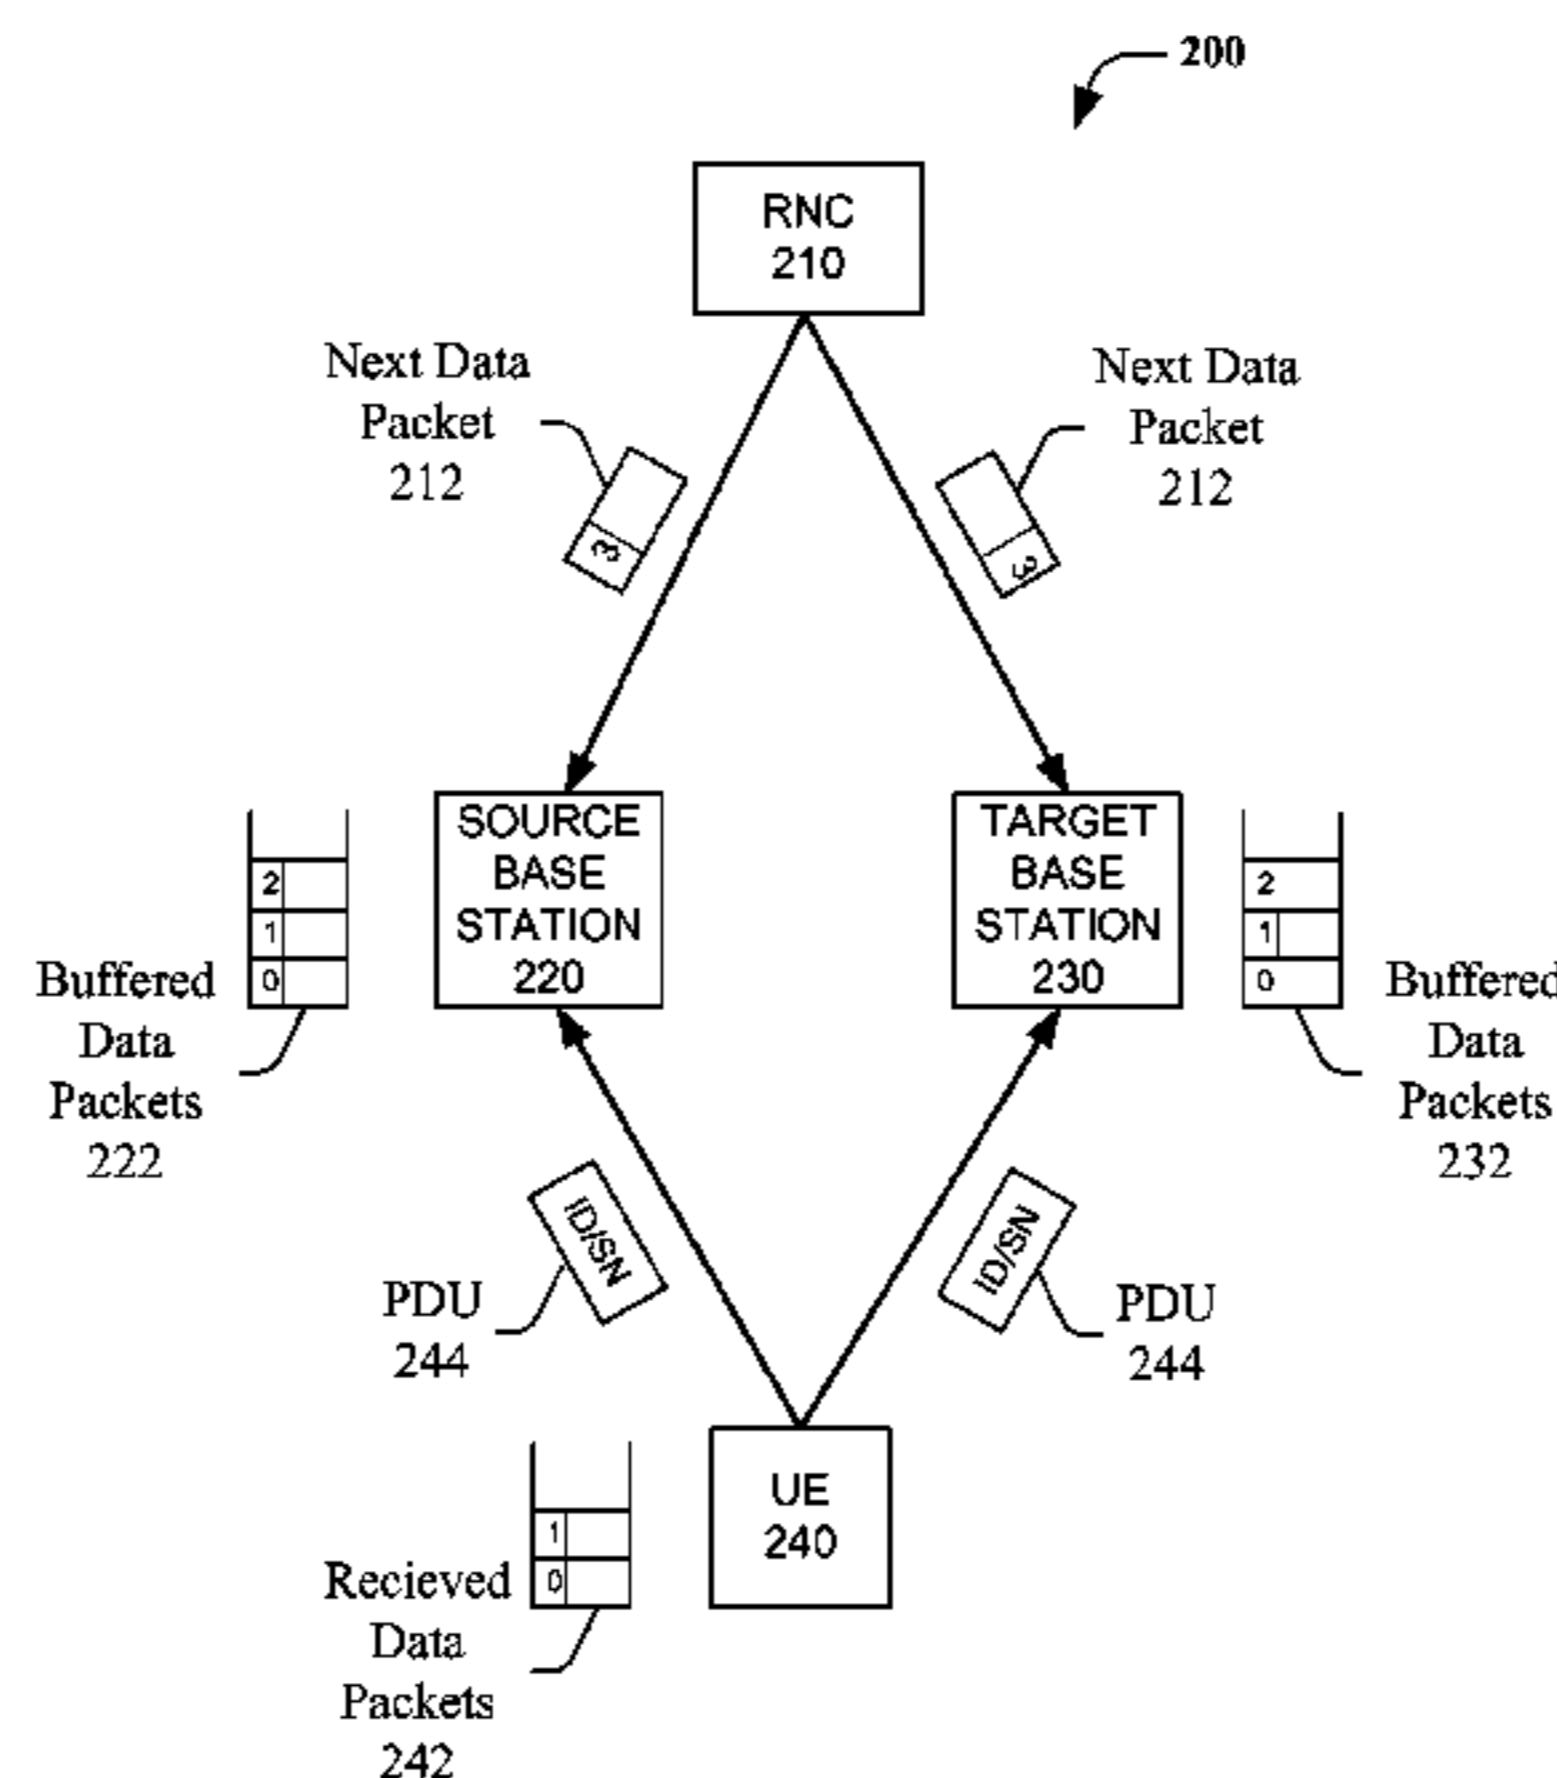 200
RNC
210
Next Data
Packet
212
Next Data
Packet
212
3
3
SOURCE
BASE
STATION
220
TARGET
BASE
STATION
230
2
1
0
Buffered
Data
Packets
222
2
1
0
Buffered
Data
Packets
232
ID/SN
PDU
244
ID/SN
PDU
244
UE
240
1
0
Recieved
Data
Packets
242